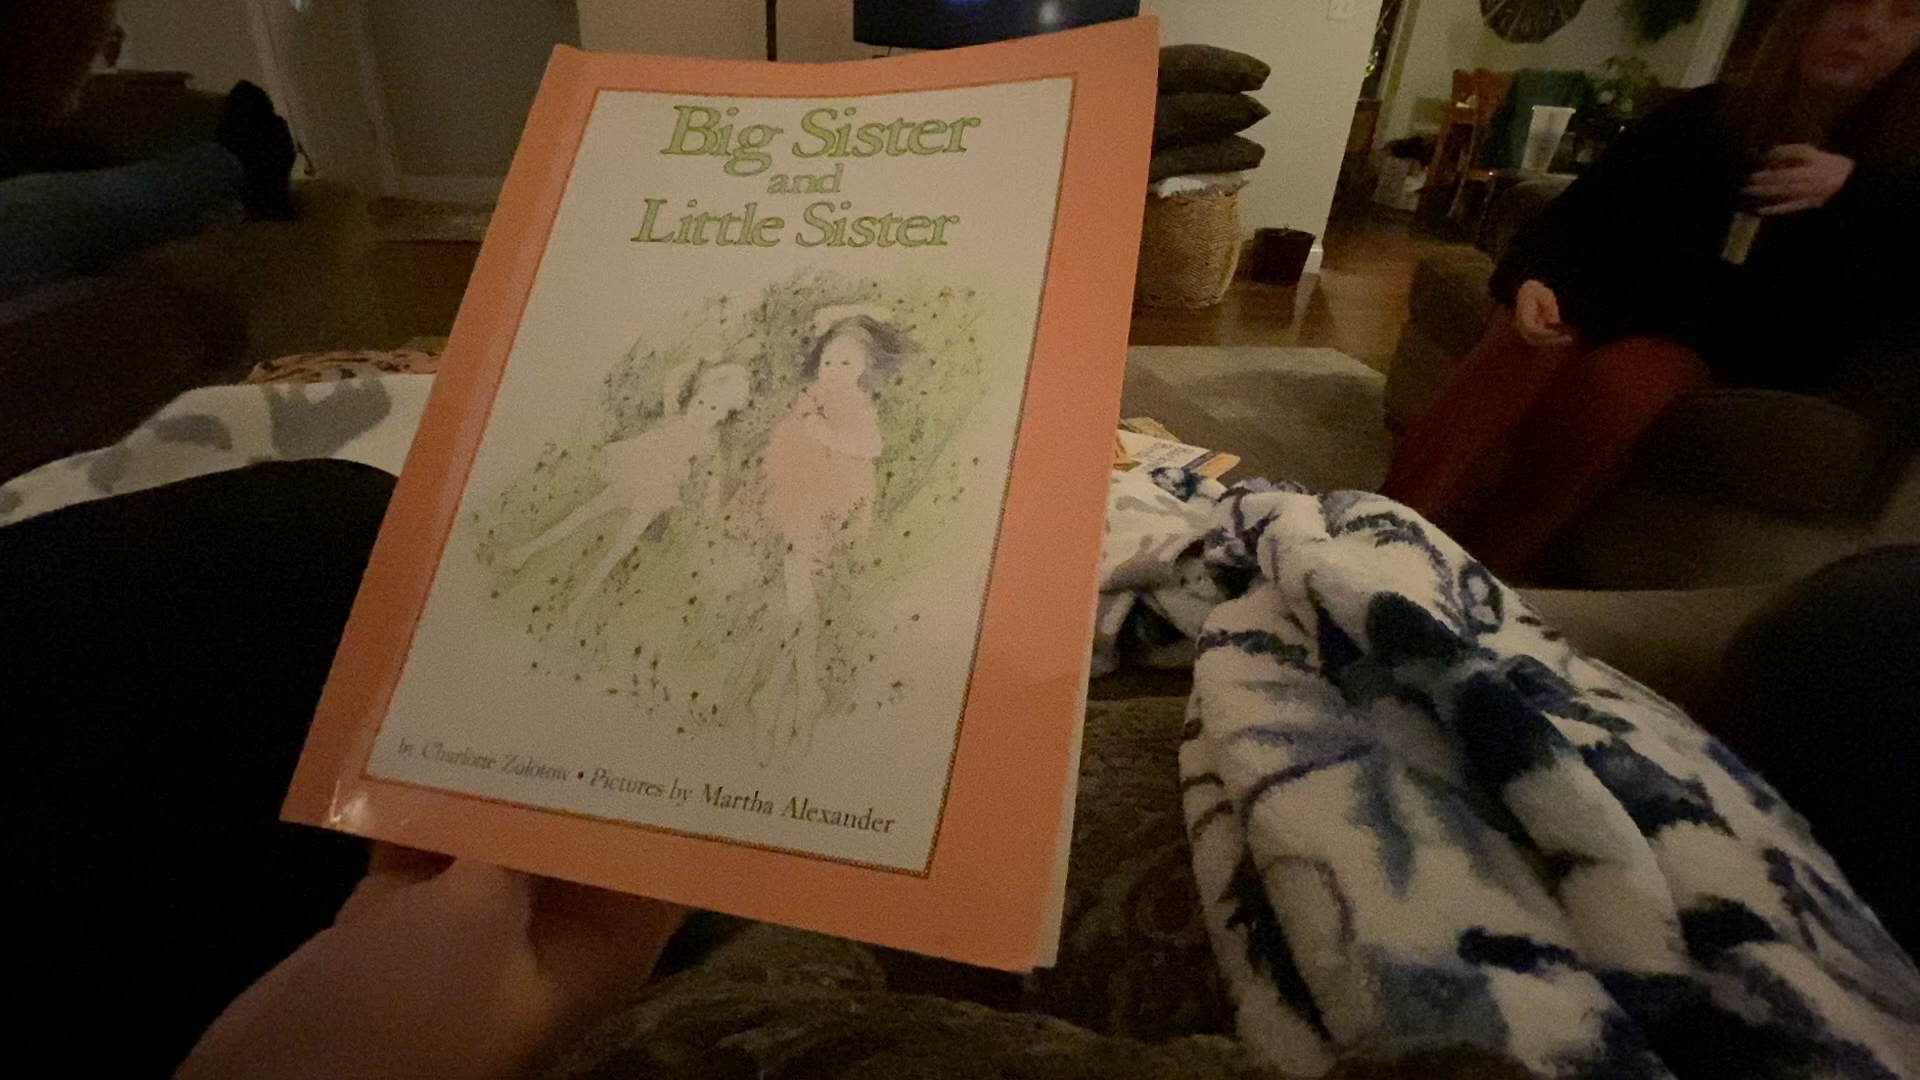 Big Sister
and
Little Sister
by Charlotte Zolotow • Pictures by Martha Alexander